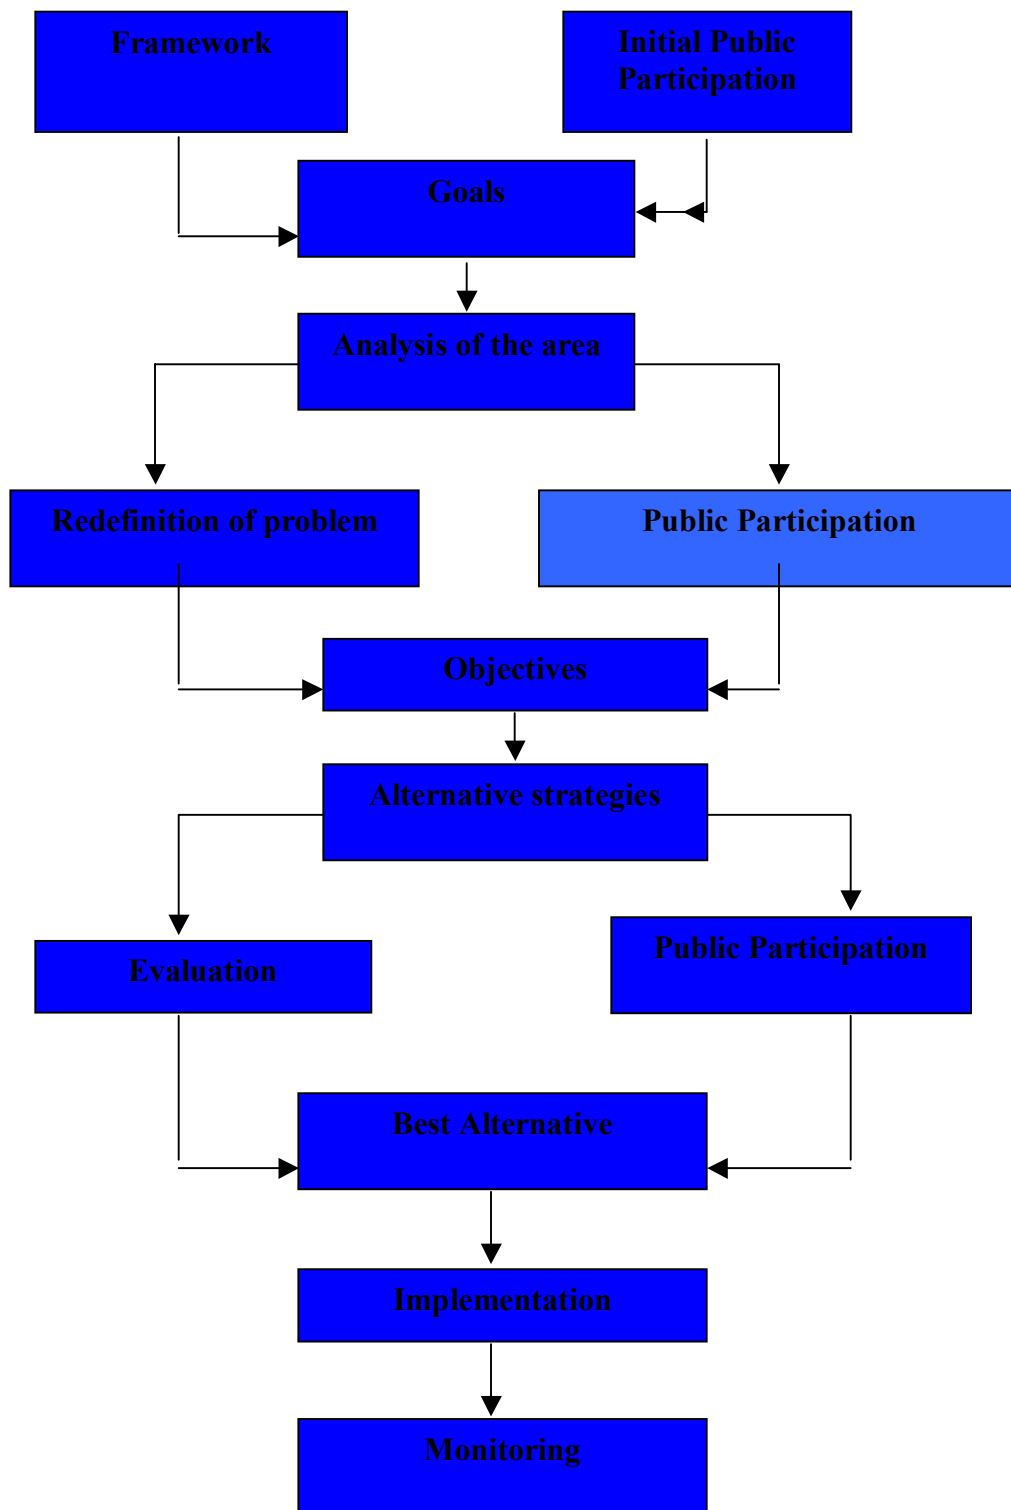 Framework
Initial Public
Participation
Goals
Analysis of the area
Redefinition of problem
Public Participation
Objectives
Alternative strategies
Evaluation
Public Participation
Best Alternative
Implementation
Monitoring